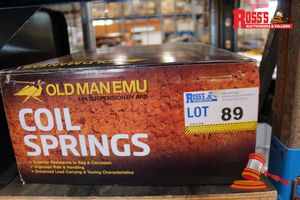 ROSS'S
AUCTIONEERS & VALUERS
OLD MAN EMU
4X4 SUSPENSION BY ARB
COIL
SPRINGS
• Superior Resistance to Sag & Corrosion
• Improved Ride & Handling
• Enhanced Load Carrying & Towing Characteristics
ROSS'S
LOT 89